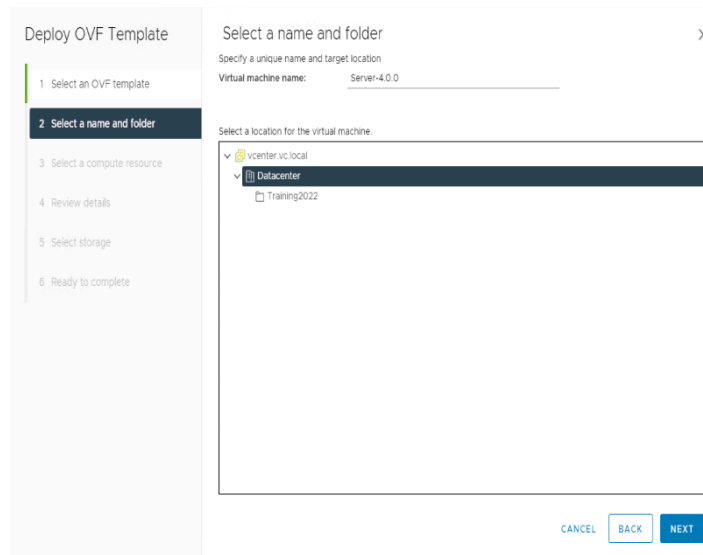 Deploy OVF Template
1 Select an OVF template
2 Select a name and folder
3 Select a compute resource
4 Review details
5 Select storage
6 Ready to complete
Select a name and folder
Specify a unique name and target location
Virtual machine name: Server-4.0.0
Select a location for the virtual machine.
vcenter.vc.local
Datacenter
Training2022
CANCEL BACK NEXT